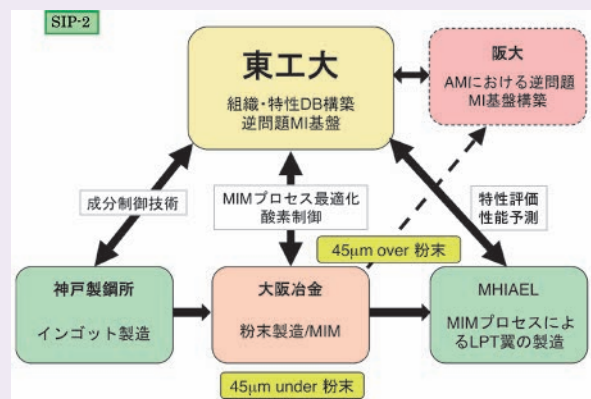 SIP-2
東工大
組織・特性DB構築
逆問題MI基盤
阪大
AMにおける逆問題
MI基盤構築
成分制御技術
MIMプロセス最適化
酸素制御
特性評価
性能予測
45μm over 粉末
神戸製鋼所
インゴット製造
大阪冶金
粉末製造/MIM
MHIAEL
MIMプロセスによ
るLPT翼の製造
45μm under 粉末